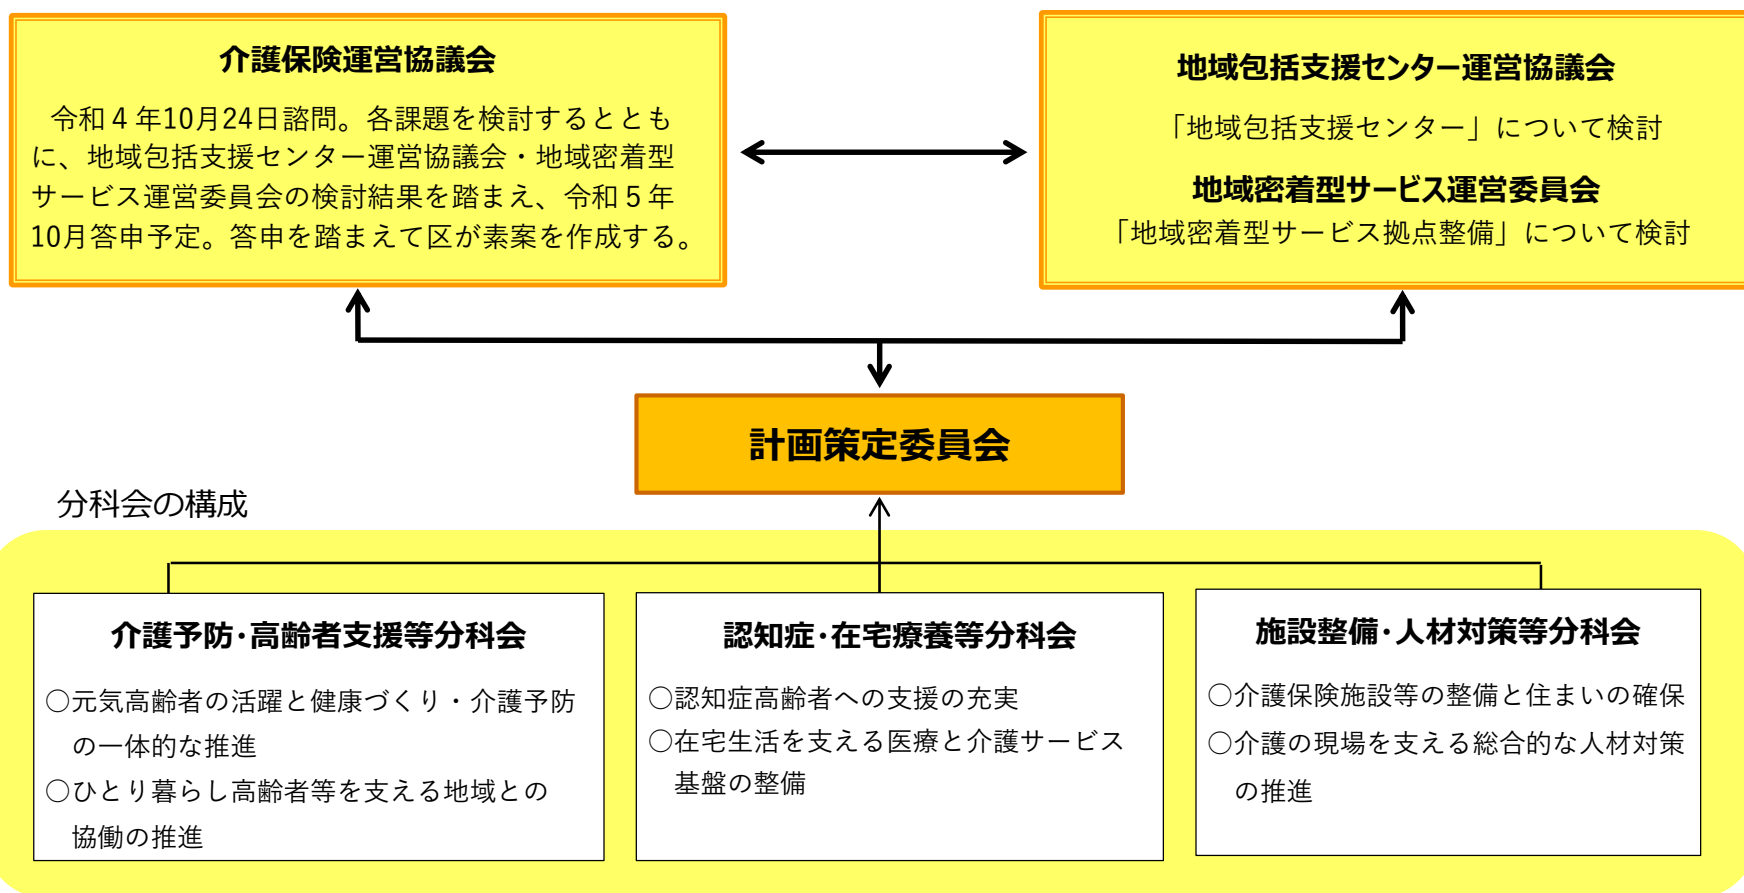 介護保険運営協議会
令和４年10月24日諮問。各課題を検討するととも
に、地域包括支援センター運営協議会・地域密着型
サービス運営委員会の検討結果を踏まえ、令和５年
10月答申予定。答申を踏まえて区が素案を作成する。
地域包括支援センター運営協議会
「地域包括支援センター」について検討
地域密着型サービス運営委員会
「地域密着型サービス拠点整備」について検討
計画策定委員会
分科会の構成
介護予防・高齢者支援等分科会
○元気高齢者の活躍と健康づくり・介護予防
の一体的な推進
○ひとり暮らし高齢者等を支える地域との
協働の推進
認知症・在宅療養等分科会
○認知症高齢者への支援の充実
○在宅生活を支える医療と介護サービス
基盤の整備
施設整備・人材対策等分科会
○介護保険施設等の整備と住まいの確保
○介護の現場を支える総合的な人材対策
の推進